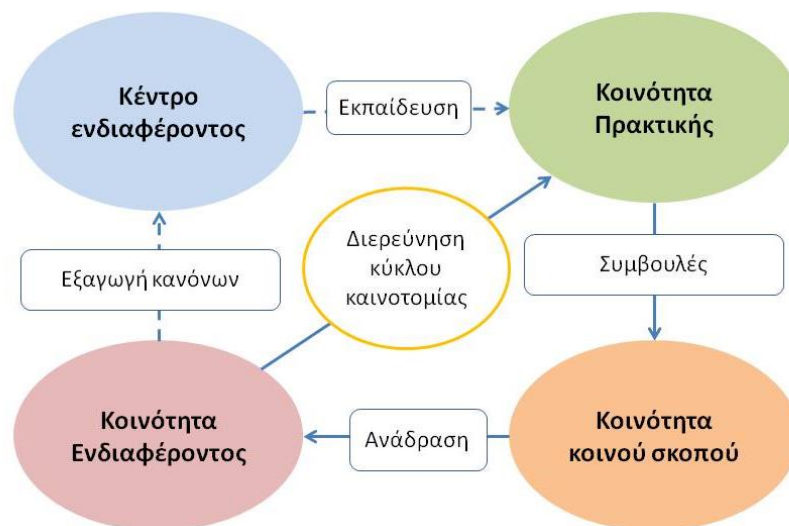 Κέντρο
ενδιαφέροντος
Εκπαίδευση
Κοινότητα
Πρακτικής
Εξαγωγή κανόνων
Διερεύνηση
κύκλου
καινοτομίας
Συμβουλές
Κοινότητα
Ενδιαφέροντος
Ανάδραση
Κοινότητα
κοινού σκοπού